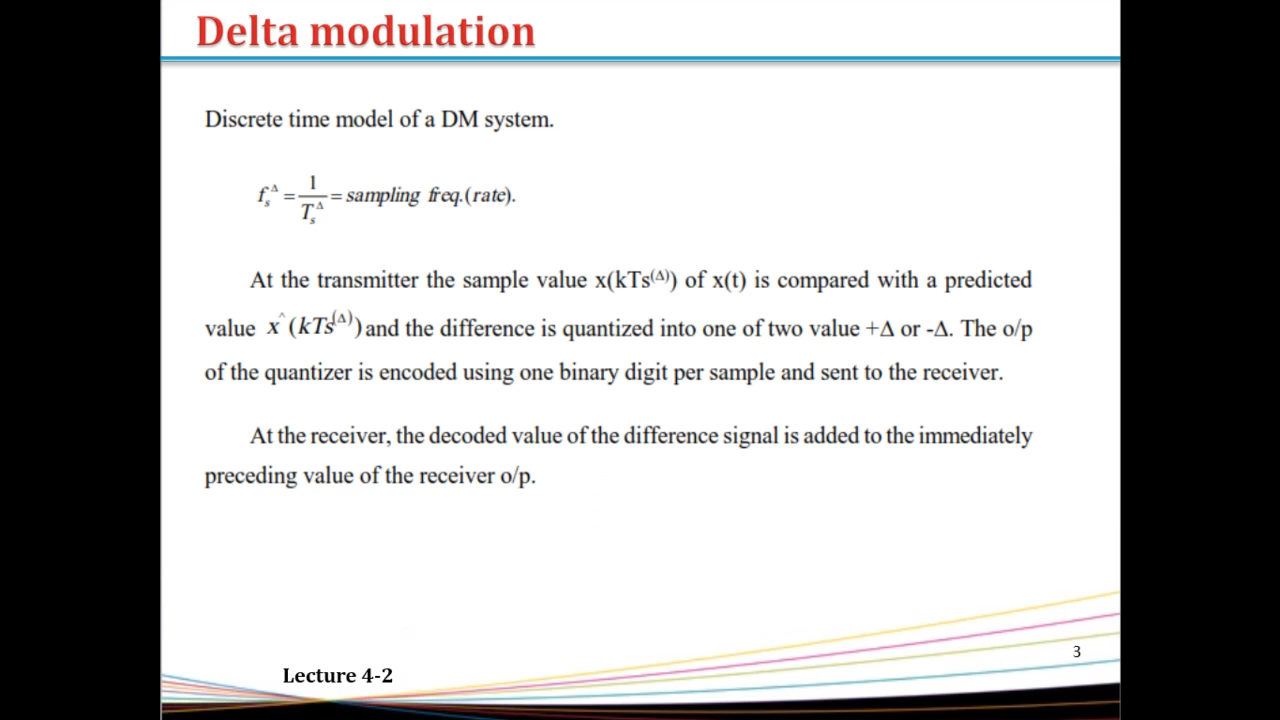 Delta modulation
Discrete time model of a DM system.
fₛ^Δ = 1/Tₛ^Δ = sampling freq.(rate).
At the transmitter the sample value x(kTs^(Δ)) of x(t) is compared with a predicted
value x^(kTs^(Δ)) and the difference is quantized into one of two value +Δ or -Δ. The o/p
of the quantizer is encoded using one binary digit per sample and sent to the receiver.
At the receiver, the decoded value of the difference signal is added to the immediately
preceding value of the receiver o/p.
3
Lecture 4-2